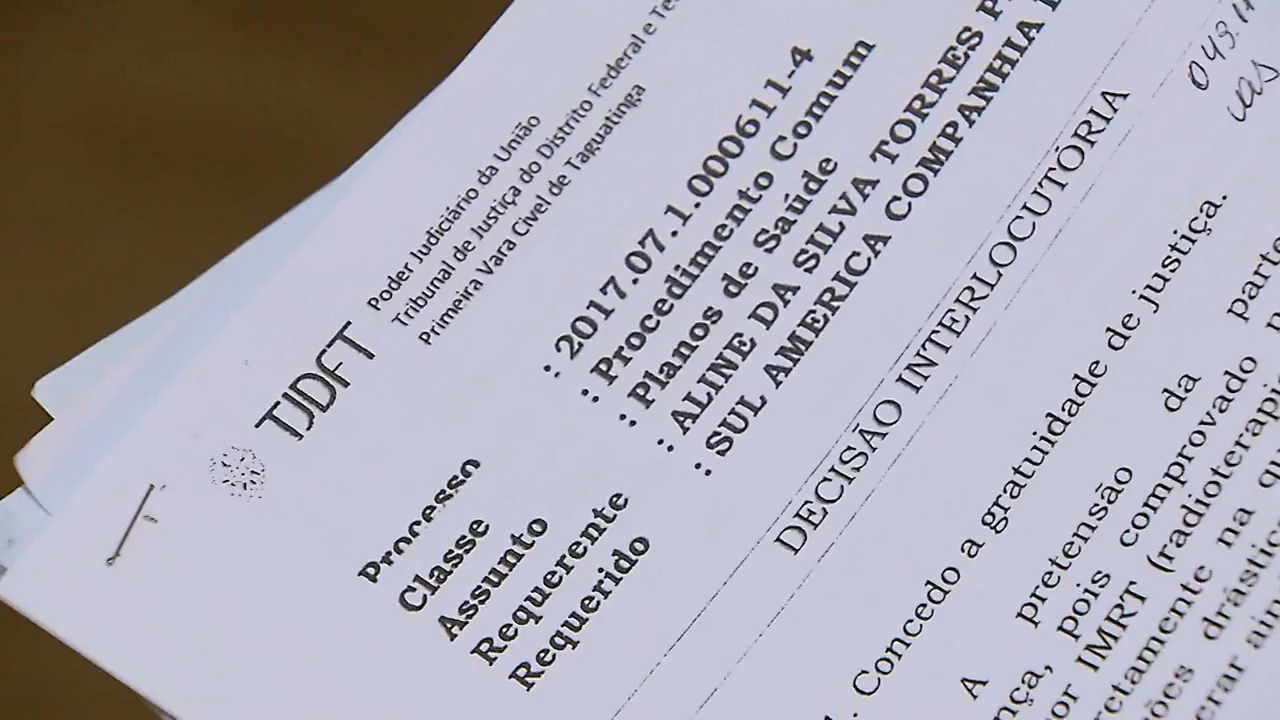 TJDFT
Poder Judiciário da União
Tribunal de Justiça do Distrito Federal e
Primeira Vara Cível de Taguatinga
Processo : 2017.07.1.000611-4
Classe : Procedimento Comum
Assunto : Planos de Saúde
Requerente : ALINE DA SILVA TORRES
Requerido : SUL AMERICA COMPANHIA
DECISÃO INTERLOCUTÓRIA
1. Concedo a gratuidade de justiça.
A pretensão da parte
pois comprovado
IMRT (radioterapi
na